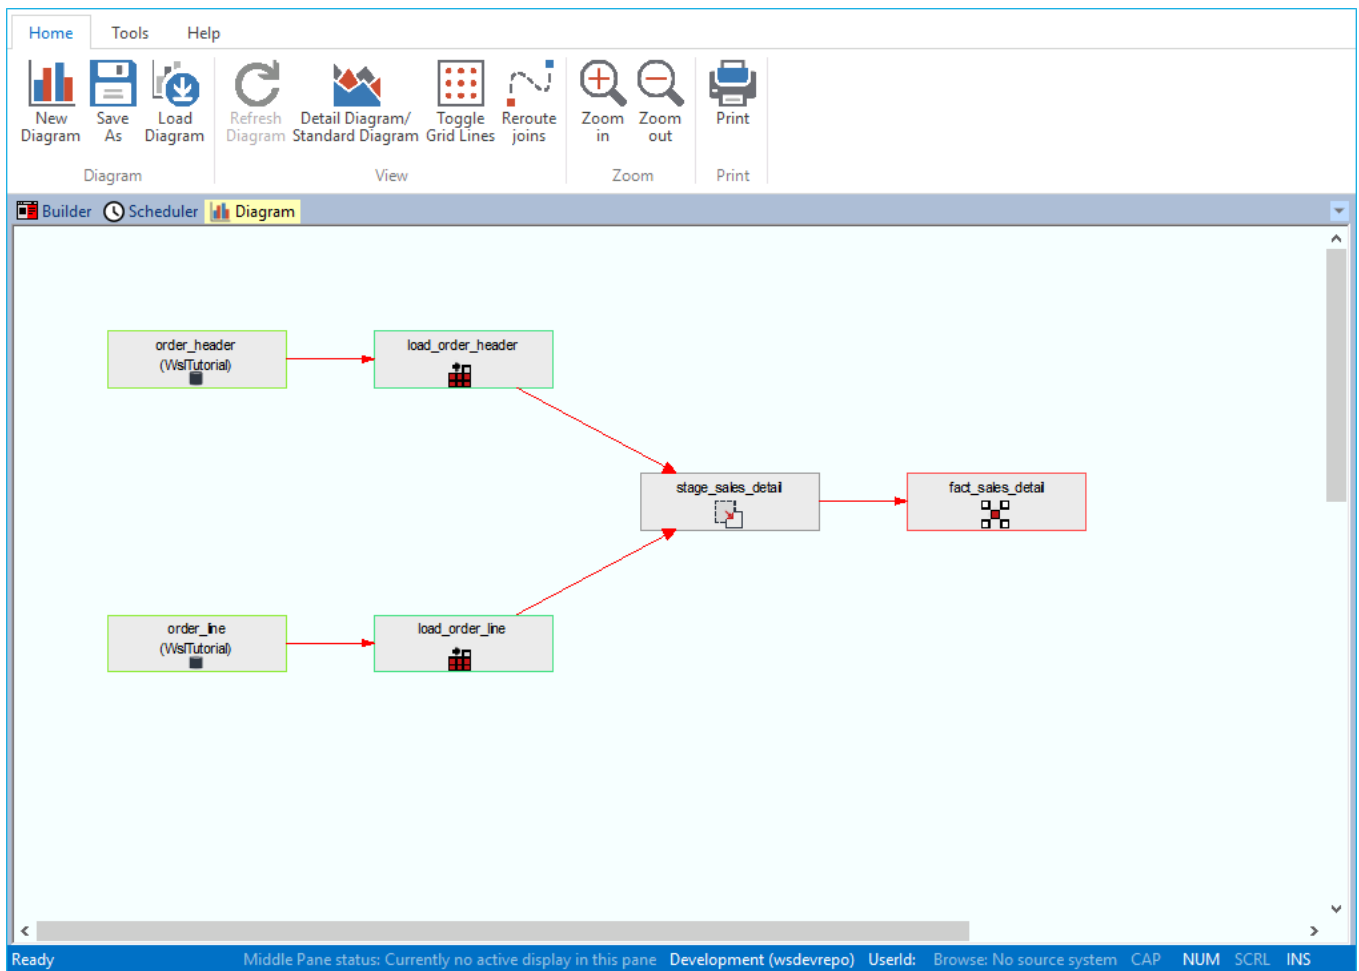 Home Tools Help
New Diagram
Save As
Load Diagram
Refresh Diagram
Detail Diagram/ Standard Diagram
Toggle Grid Lines
Reroute joins
Zoom in
Zoom out
Print
Diagram View Zoom Print
Builder Scheduler Diagram
order_header
(WslTutorial)
load_order_header
stage_sales_detail
fact_sales_detail
order_line
(WslTutorial)
load_order_line
Ready Middle Pane status: Currently no active display in this pane Development (wsdevrepo) UserId: Browse: No source system CAP NUM SCRL INS